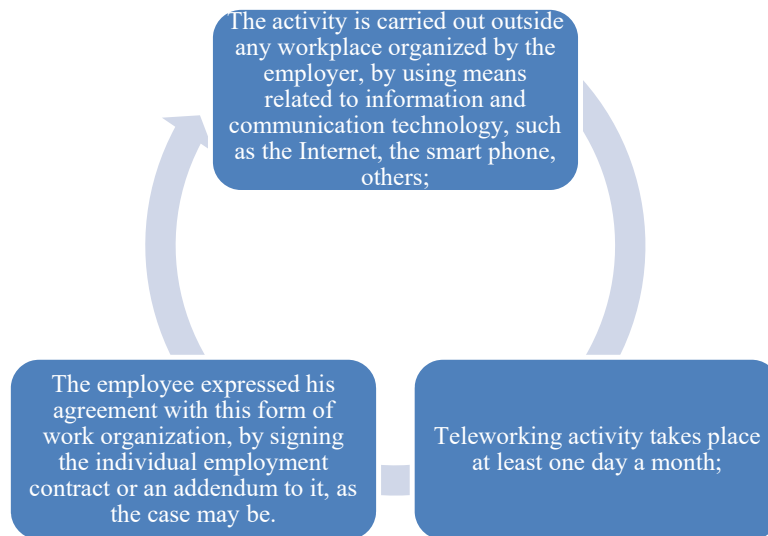 The activity is carried out outside
any workplace organized by the
employer, by using means
related to information and
communication technology, such
as the Internet, the smart phone,
others;
Teleworking activity takes place
at least one day a month;
The employee expressed his
agreement with this form of
work organization, by signing
the individual employment
contract or an addendum to it, as
the case may be.